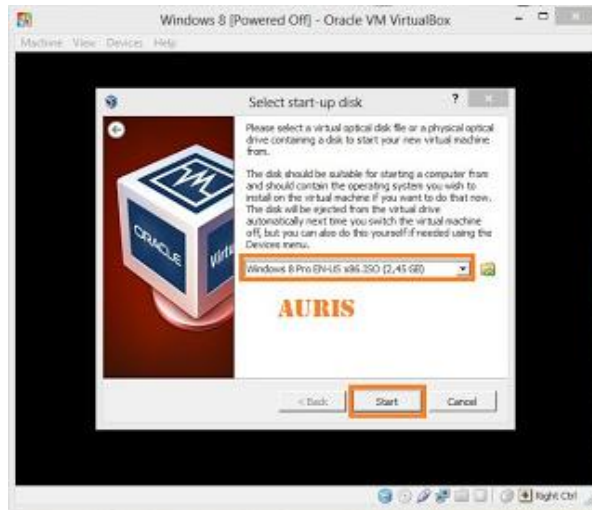 Windows 8 [Powered Off] - Oracle VM VirtualBox
Machine View Devices Help
Select start-up disk
?
Please select a virtual optical disk file or a physical optical
drive containing a disk to start your new virtual machine
from.
The disk should be suitable for starting a computer from
and should contain the operating system you wish to
install on the virtual machine if you want to do that now.
The disk will be ejected from the virtual drive
automatically next time you switch the virtual machine
off, but you can also do this yourself if needed using the
Devices menu.
ORACLE
Windows 8 Pro EN-US x86.ISO (2,45 GB)
AURIS
< Back
Start
Cancel
Right Ctrl